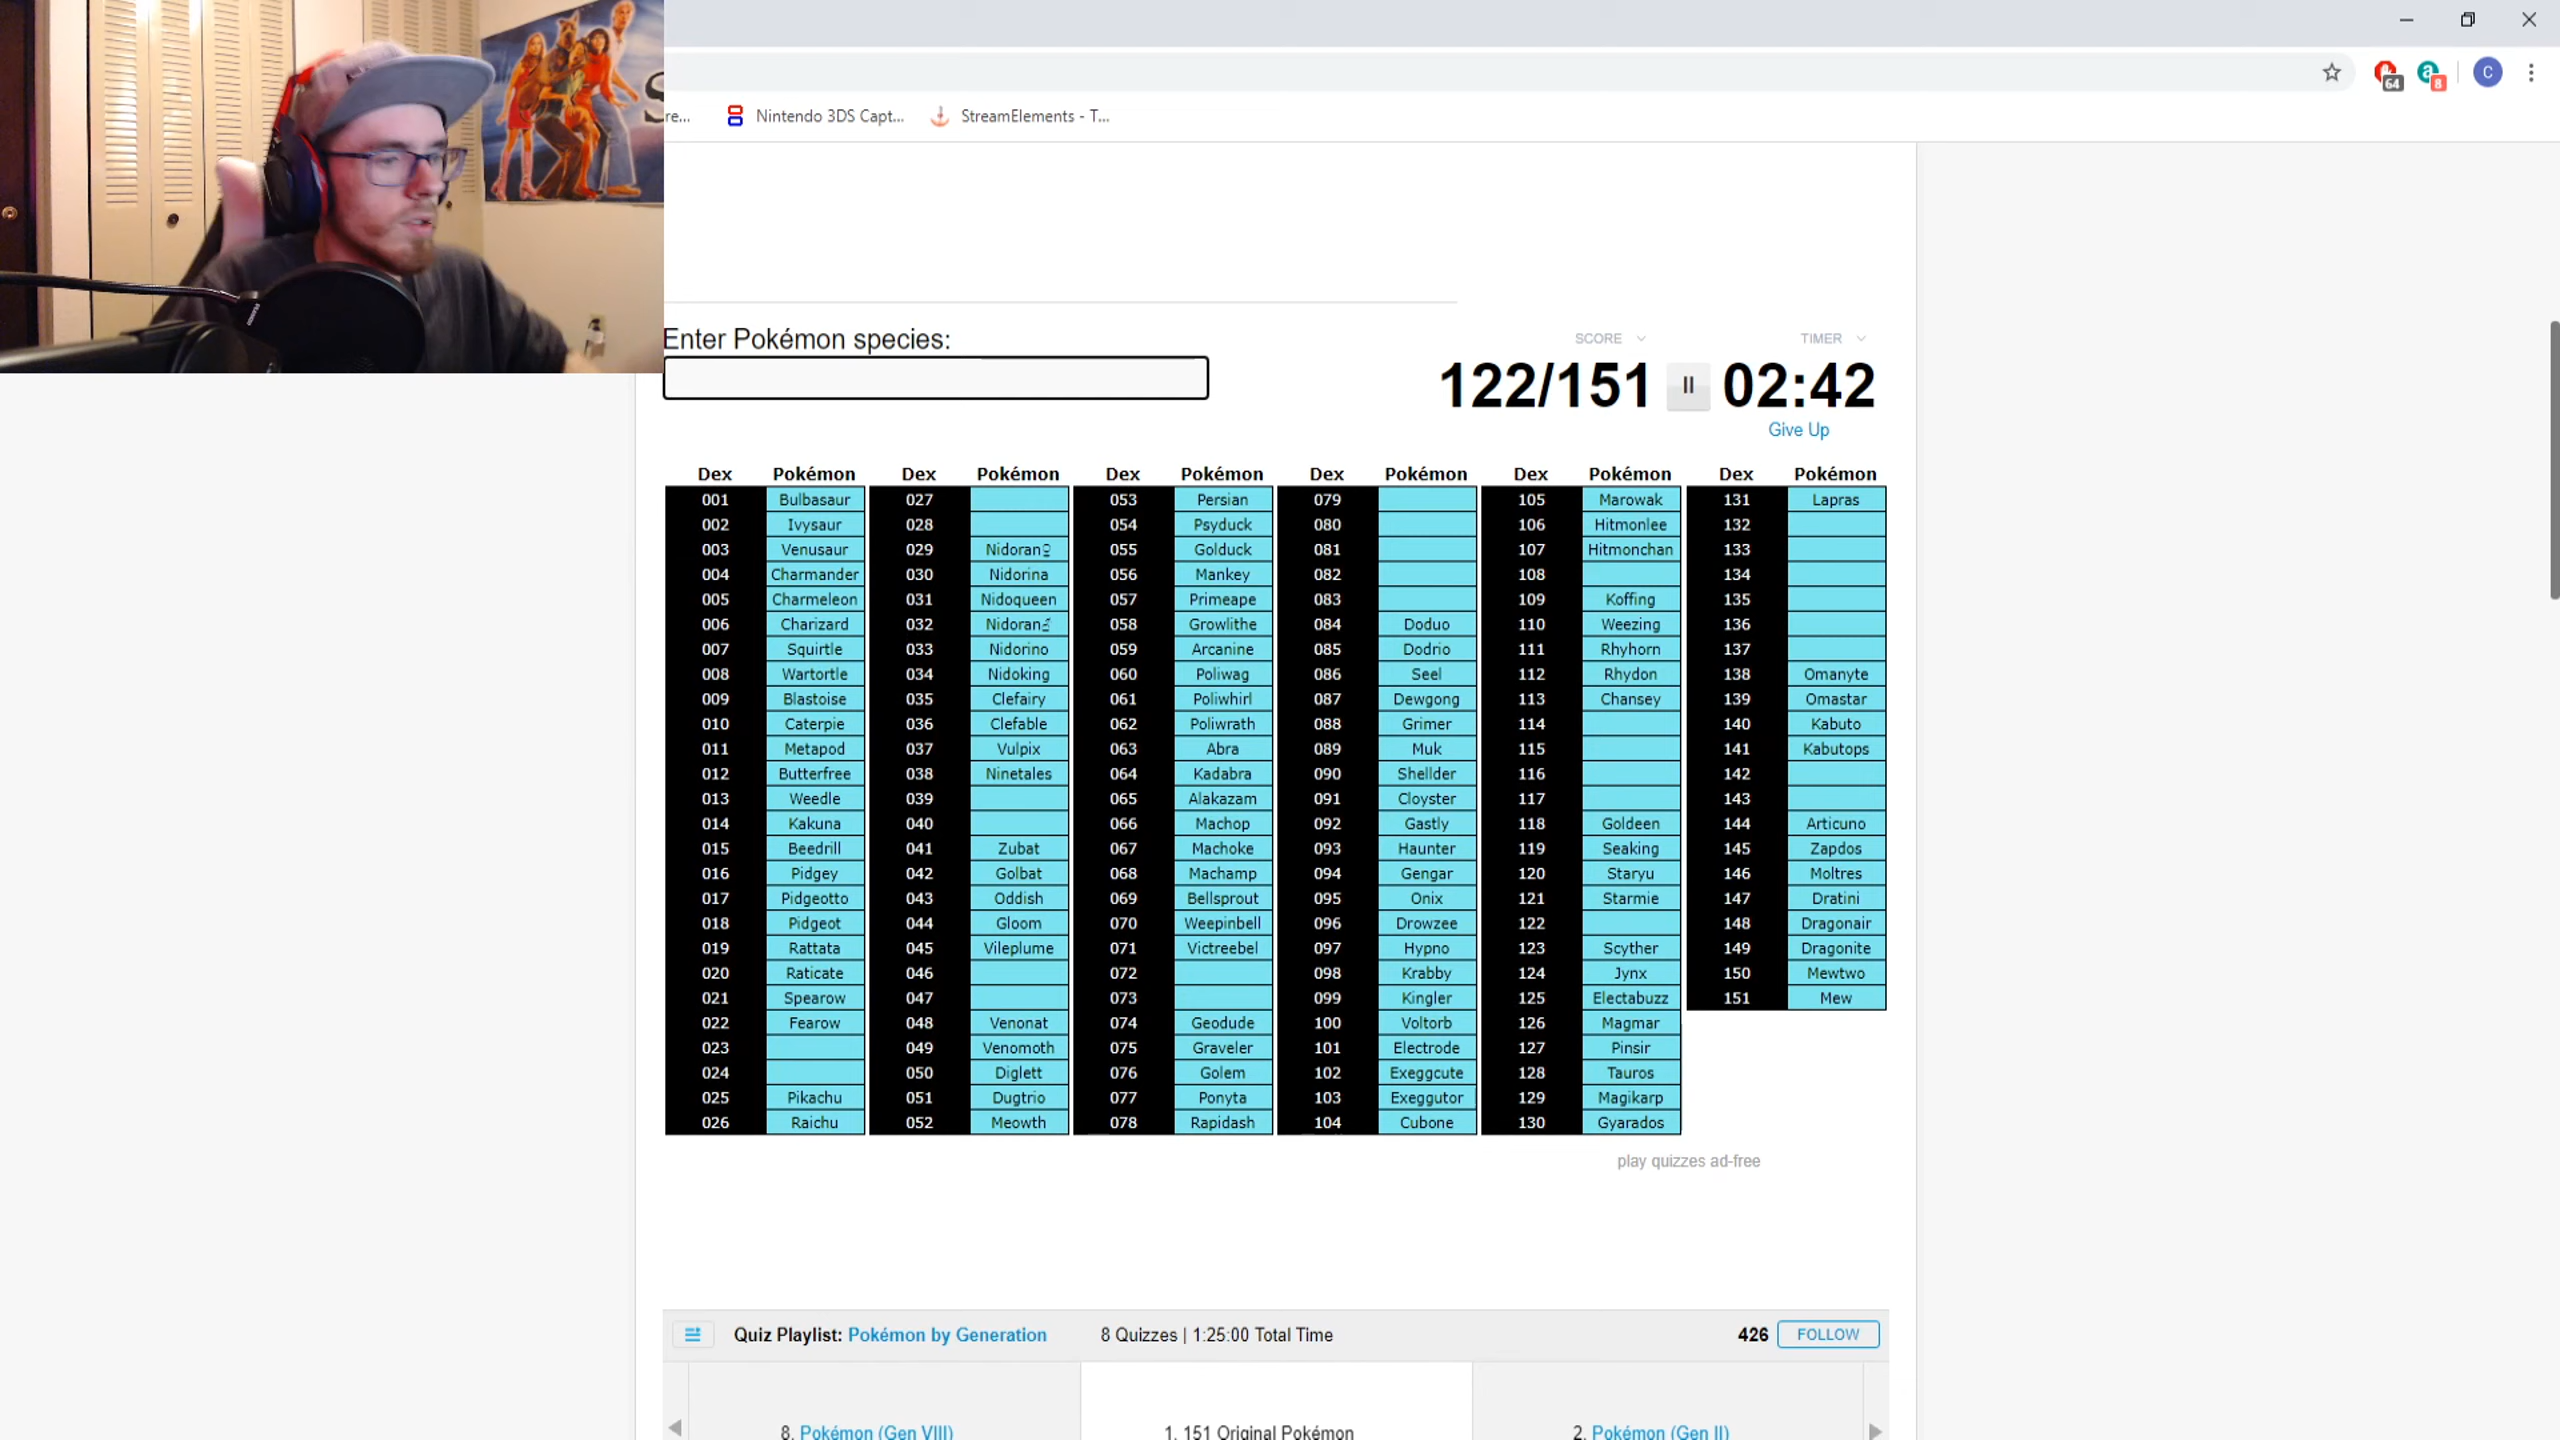 re...
Nintendo 3DS Capt...
StreamElements - T...
64
8
C
S
Enter Pokémon species:
SCORE
TIMER
122/151
02:42
Give Up
Dex Pokémon Dex Pokémon Dex Pokémon Dex Pokémon Dex Pokémon Dex Pokémon
001 Bulbasaur 027 053 Persian 079 105 Marowak 131 Lapras
002 Ivysaur 028 054 Psyduck 080 106 Hitmonlee 132
003 Venusaur 029 Nidoran♀ 055 Golduck 081 107 Hitmonchan 133
004 Charmander 030 Nidorina 056 Mankey 082 108 134
005 Charmeleon 031 Nidoqueen 057 Primeape 083 109 Koffing 135
006 Charizard 032 Nidoran♂ 058 Growlithe 084 Doduo 110 Weezing 136
007 Squirtle 033 Nidorino 059 Arcanine 085 Dodrio 111 Rhyhorn 137
008 Wartortle 034 Nidoking 060 Poliwag 086 Seel 112 Rhydon 138 Omanyte
009 Blastoise 035 Clefairy 061 Poliwhirl 087 Dewgong 113 Chansey 139 Omastar
010 Caterpie 036 Clefable 062 Poliwrath 088 Grimer 114 140 Kabuto
011 Metapod 037 Vulpix 063 Abra 089 Muk 115 141 Kabutops
012 Butterfree 038 Ninetales 064 Kadabra 090 Shellder 116 142
013 Weedle 039 065 Alakazam 091 Cloyster 117 143
014 Kakuna 040 066 Machop 092 Gastly 118 Goldeen 144 Articuno
015 Beedrill 041 Zubat 067 Machoke 093 Haunter 119 Seaking 145 Zapdos
016 Pidgey 042 Golbat 068 Machamp 094 Gengar 120 Staryu 146 Moltres
017 Pidgeotto 043 Oddish 069 Bellsprout 095 Onix 121 Starmie 147 Dratini
018 Pidgeot 044 Gloom 070 Weepinbell 096 Drowzee 122 148 Dragonair
019 Rattata 045 Vileplume 071 Victreebel 097 Hypno 123 Scyther 149 Dragonite
020 Raticate 046 072 098 Krabby 124 Jynx 150 Mewtwo
021 Spearow 047 073 099 Kingler 125 Electabuzz 151 Mew
022 Fearow 048 Venonat 074 Geodude 100 Voltorb 126 Magmar
023 049 Venomoth 075 Graveler 101 Electrode 127 Pinsir
024 050 Diglett 076 Golem 102 Exeggcute 128 Tauros
025 Pikachu 051 Dugtrio 077 Ponyta 103 Exeggutor 129 Magikarp
026 Raichu 052 Meowth 078 Rapidash 104 Cubone 130 Gyarados
play quizzes ad-free
Quiz Playlist: Pokémon by Generation 8 Quizzes | 1:25:00 Total Time 426 FOLLOW
8. Pokémon (Gen VIII) 1. 151 Original Pokémon 2. Pokémon (Gen II)